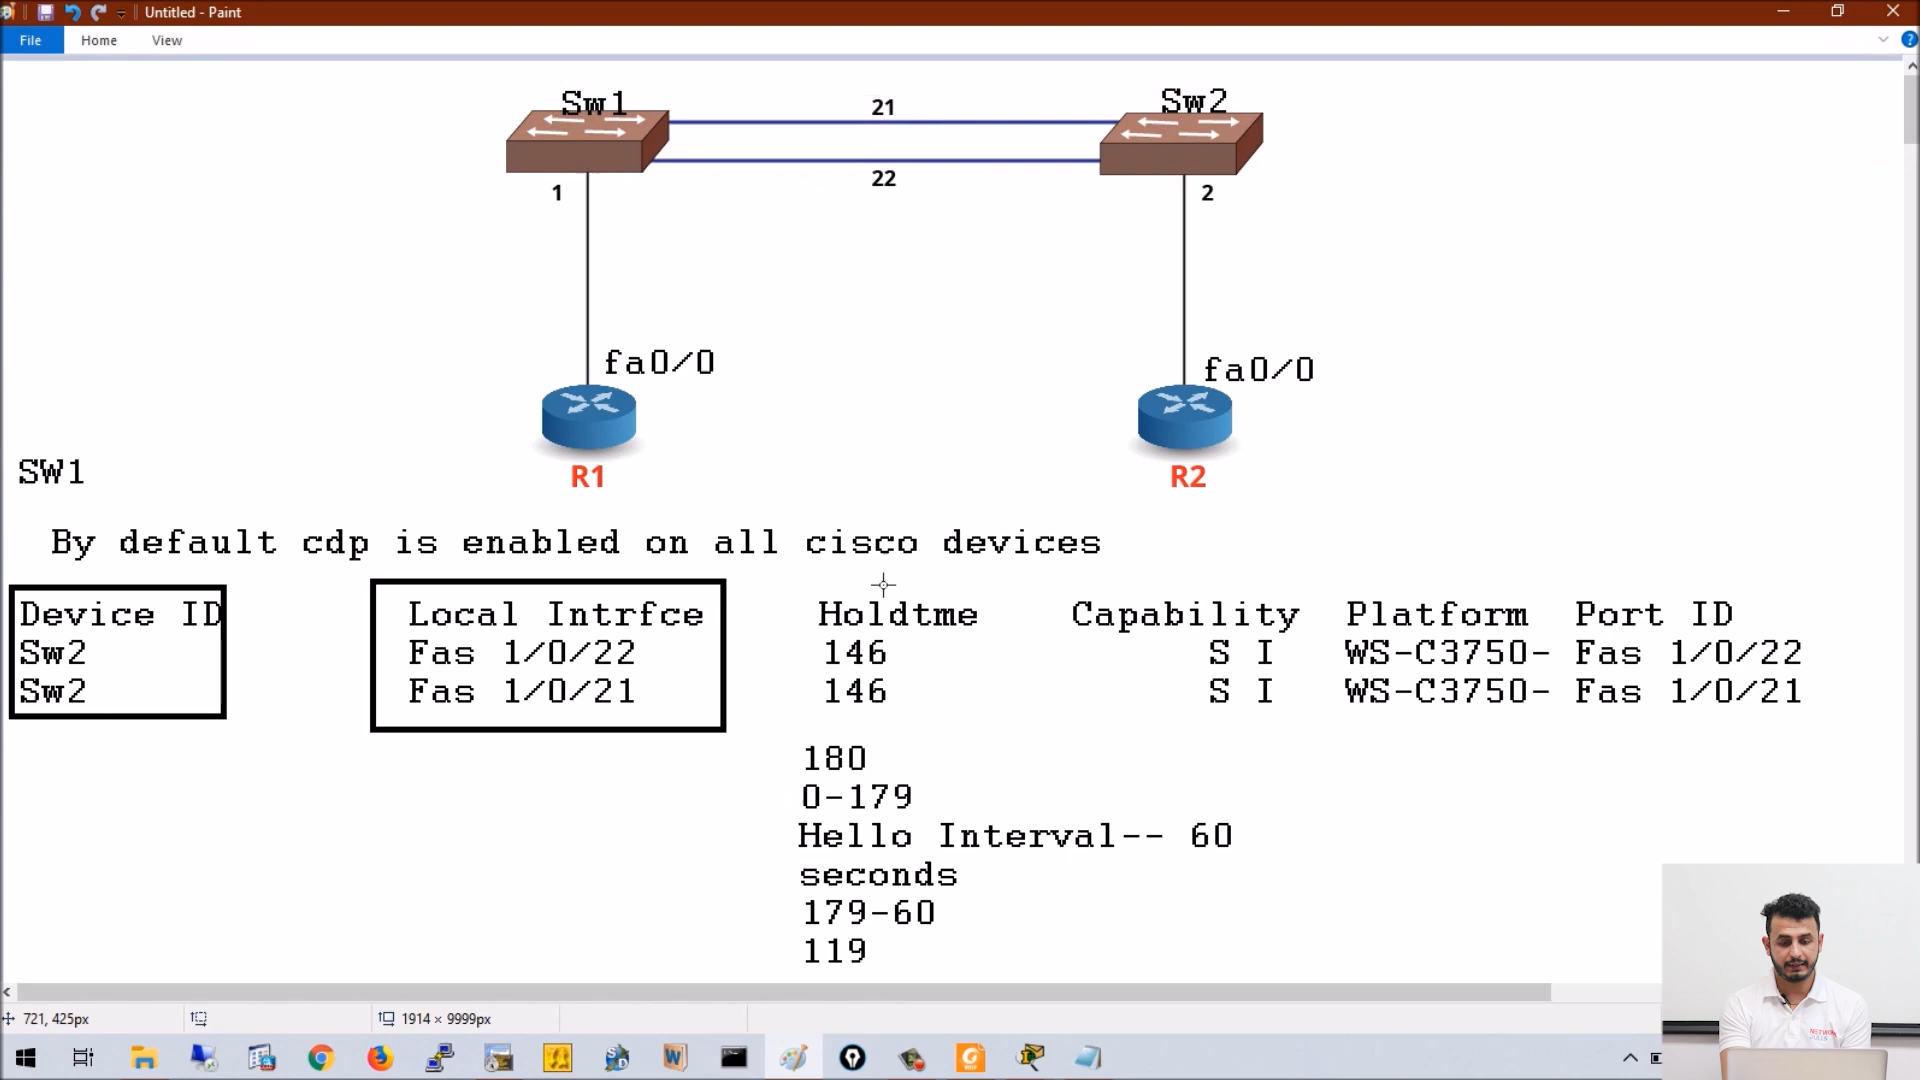 Untitled - Paint
File Home View
Sw1 21 Sw2
22
1 2
fa0/0 fa0/0
R1 R2
SW1
By default cdp is enabled on all cisco devices
Device ID Local Intrfce Holdtme Capability Platform Port ID
Sw2 Fas 1/0/22 146 S I WS-C3750- Fas 1/0/22
Sw2 Fas 1/0/21 146 S I WS-C3750- Fas 1/0/21
180
0-179
Hello Interval-- 60
seconds
179-60
119
721, 425px 1914 × 9999px